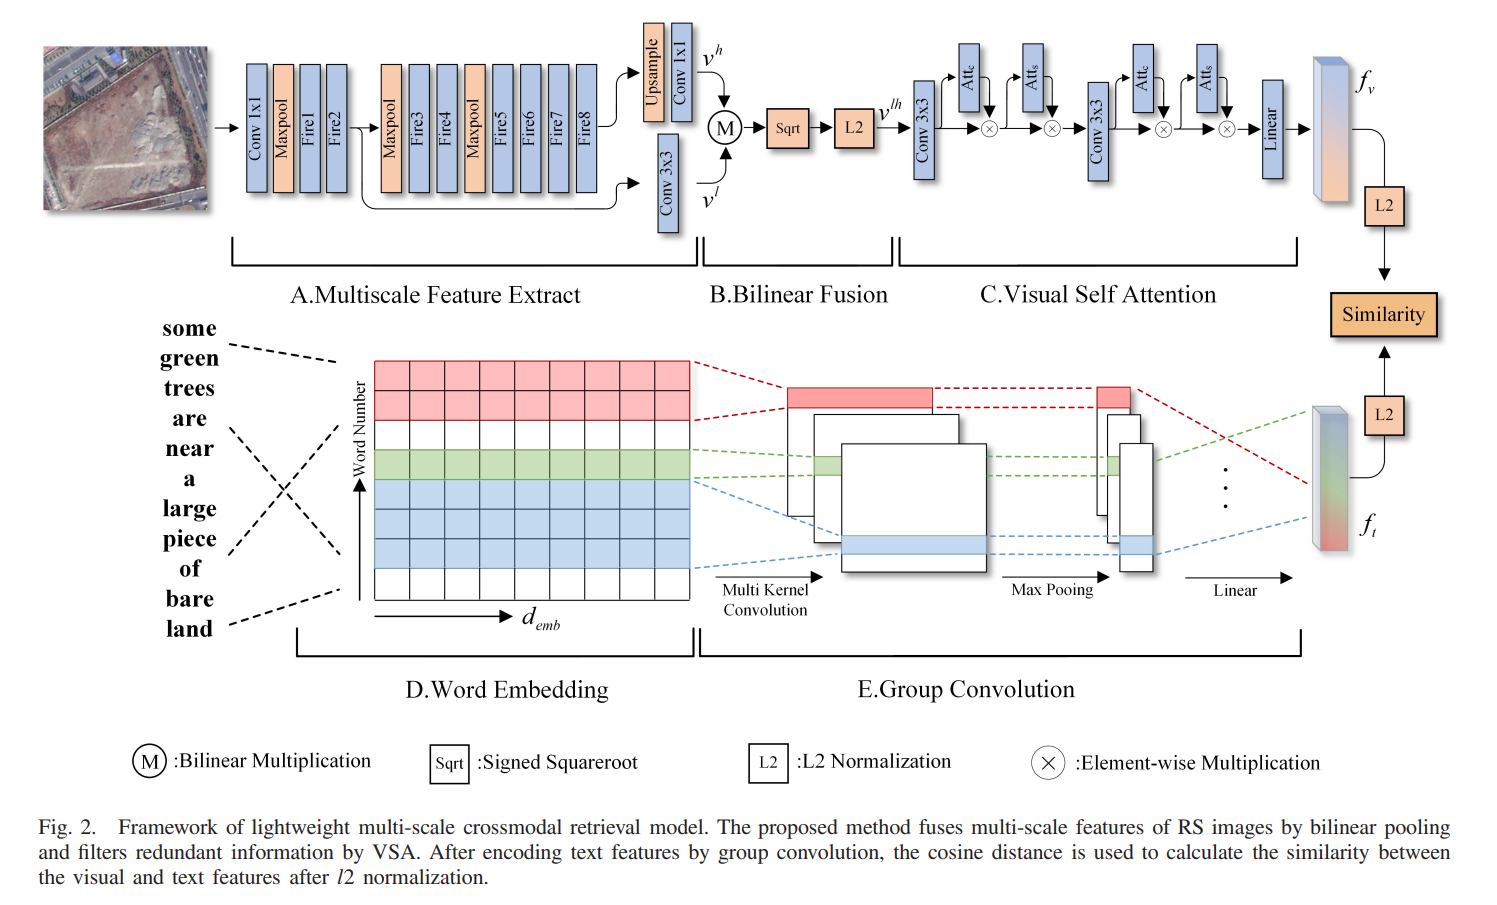 Conv 1x1
Maxpool
Fire1
Fire2
Maxpool
Fire3
Fire4
Maxpool
Fire5
Fire6
Fire7
Fire8
Upsample
Conv 1x1
Conv 3x3
v^h
v^l
M
Sqrt
L2
v^lh
Conv 3x3
Att_c
×
Att_s
×
Conv 3x3
Att_c
×
Att_s
×
Linear
f_v
L2
A.Multiscale Feature Extract
B.Bilinear Fusion
C.Visual Self Attention
Similarity
some
green
trees
are
near
a
large
piece
of
bare
land
Word Number
d_emb
Multi Kernel
Convolution
Max Pooing
Linear
L2
f_t
D.Word Embedding
E.Group Convolution
M :Bilinear Multiplication
Sqrt :Signed Squareroot
L2 :L2 Normalization
× :Element-wise Multiplication
Fig. 2. Framework of lightweight multi-scale crossmodal retrieval model. The proposed method fuses multi-scale features of RS images by bilinear pooling
and filters redundant information by VSA. After encoding text features by group convolution, the cosine distance is used to calculate the similarity between
the visual and text features after l2 normalization.